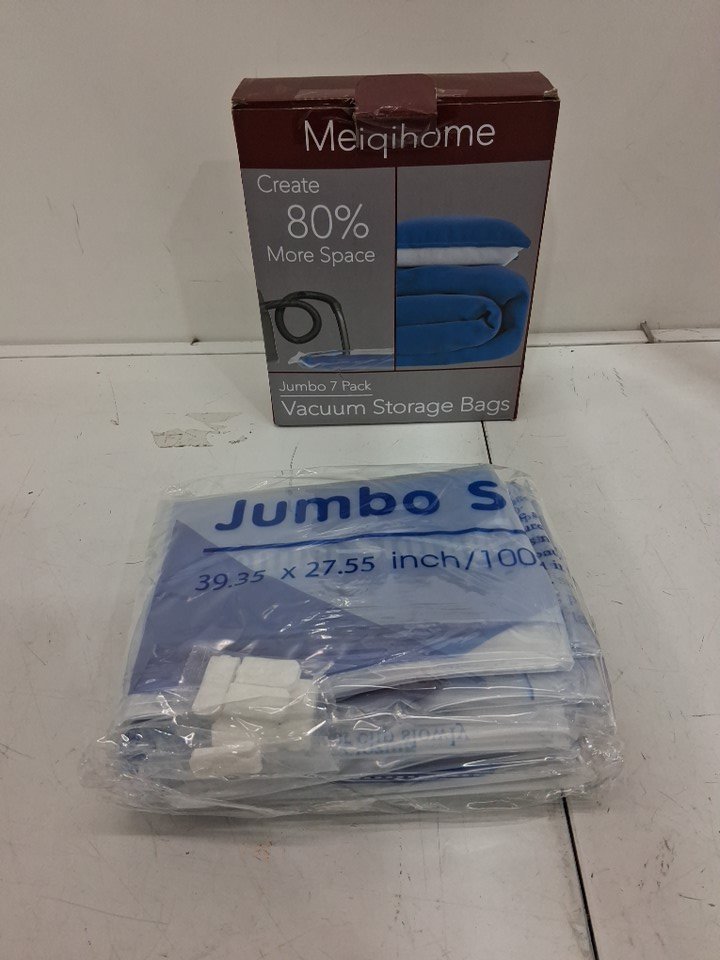 Meiqihome
Create
80%
More Space
Jumbo 7 Pack
Vacuum Storage Bags
Jumbo S
39.35 x 27.55 inch/100